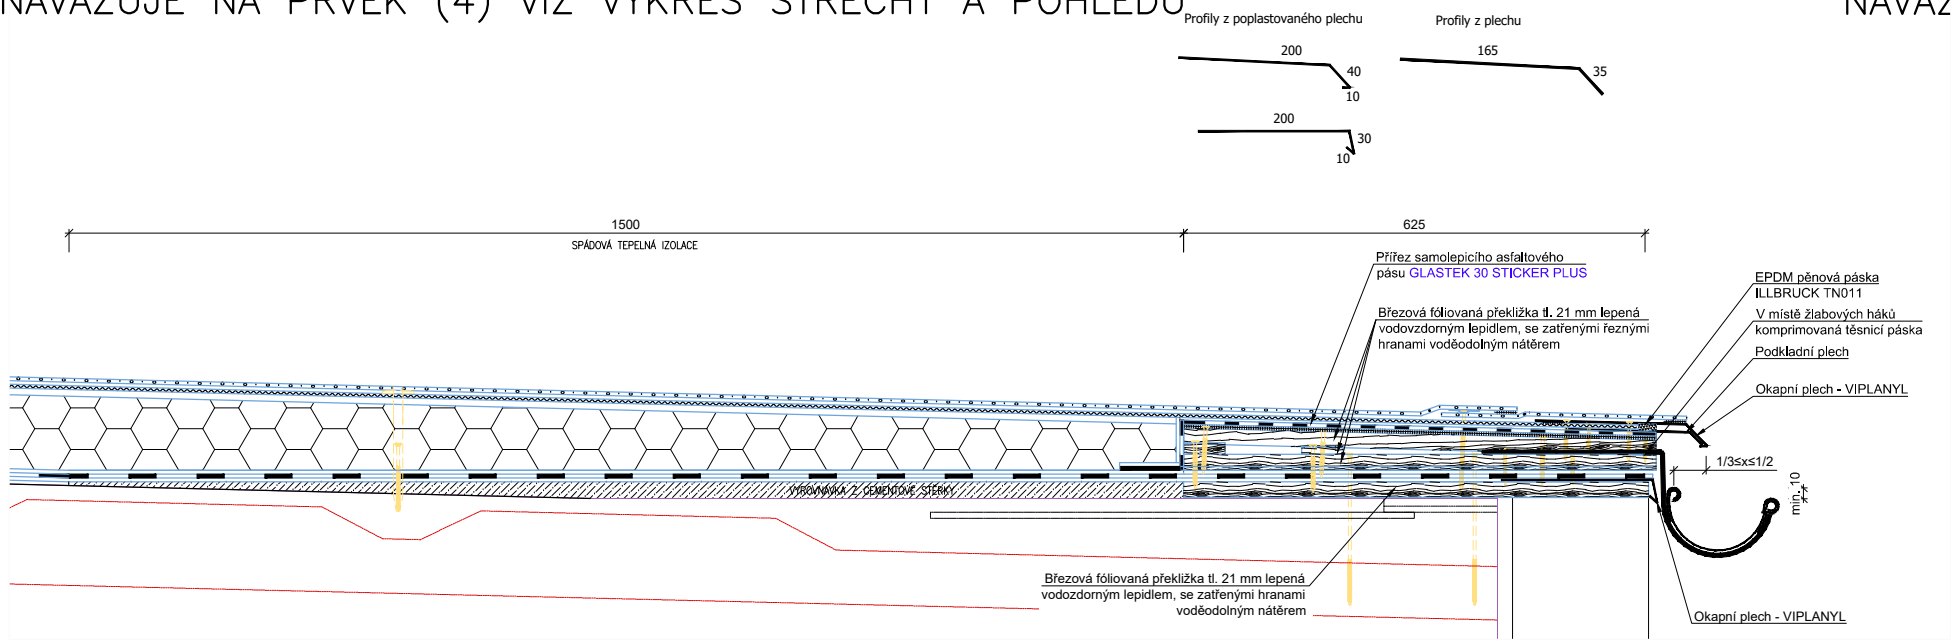 NAVAZUJE NA PRVEK (4) VIZ VÝKRES STŘECHY A POHLEDŮ
NAVAZ
Profily z poplastovaného plechu
Profily z plechu
200
40
10
165
35
200
30
10
1500
SPÁDOVÁ TEPELNÁ IZOLACE
625
Přířez samolepicího asfaltového
pásu GLASTEK 30 STICKER PLUS
Březová fóliovaná překližka tl. 21 mm lepená
vodovzdorným lepidlem, se zatřenými řeznými
hranami voděodolným nátěrem
EPDM pěnová páska
ILLBRUCK TN011
V místě žlabových háků
komprimovaná těsnicí páska
Podkladní plech
Okapní plech - VIPLANYL
1/3≤x≤1/2
min. 10
VYROVNÁVKA Z CEMENTOVÉ STĚRKY
Březová fóliovaná překližka tl. 21 mm lepená
vodozdorným lepidlem, se zatřenými hranami
voděodolným nátěrem
Okapní plech - VIPLANYL